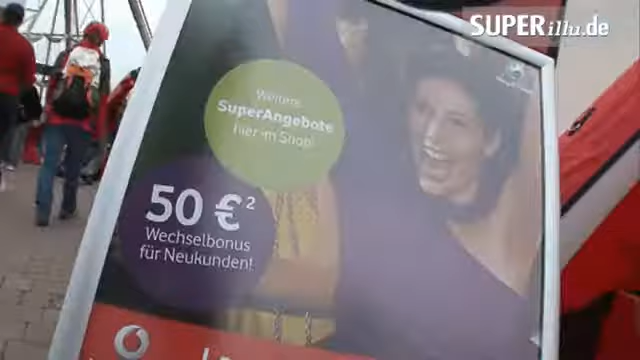 SUPERillu.de
Weitere
SuperAngebote
hier im Shop!
50 €2
Wechselbonus
für Neukunden!